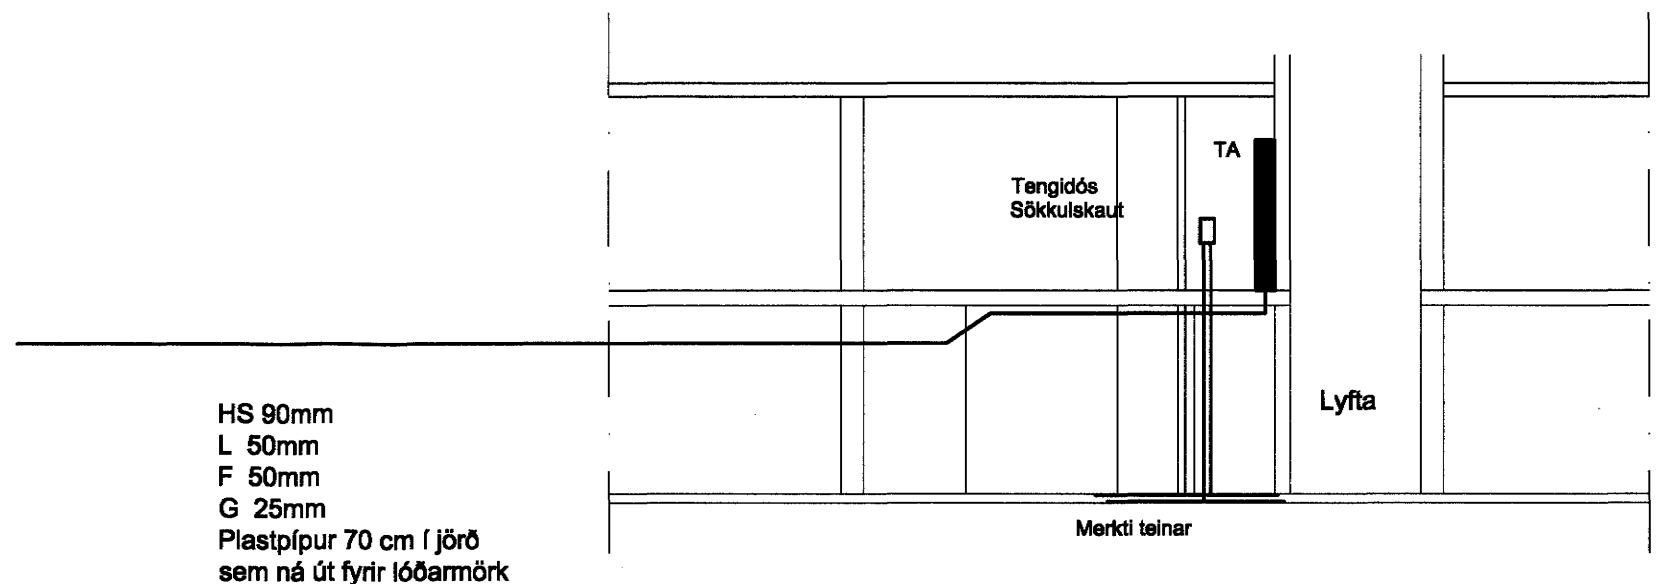 TA
Tengidós
Sökkulskaut
Lyfta
HS 90mm
L 50mm
F 50mm
G 25mm
Plastpípur 70 cm í jörð
sem ná út fyrir lóðarmörk
Merkti teinar